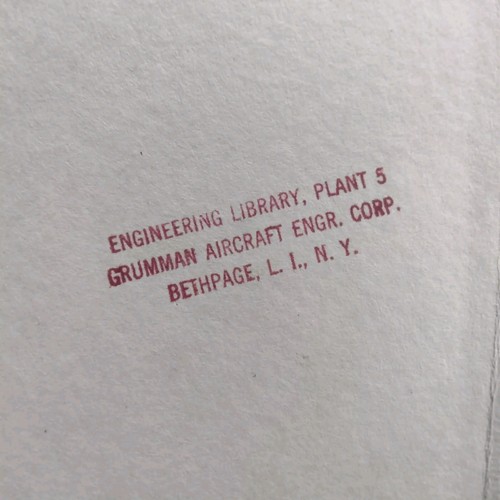 ENGINEERING LIBRARY, PLANT 5
GRUMMAN AIRCRAFT ENGR. CORP.
BETHPAGE, L. I., N. Y.